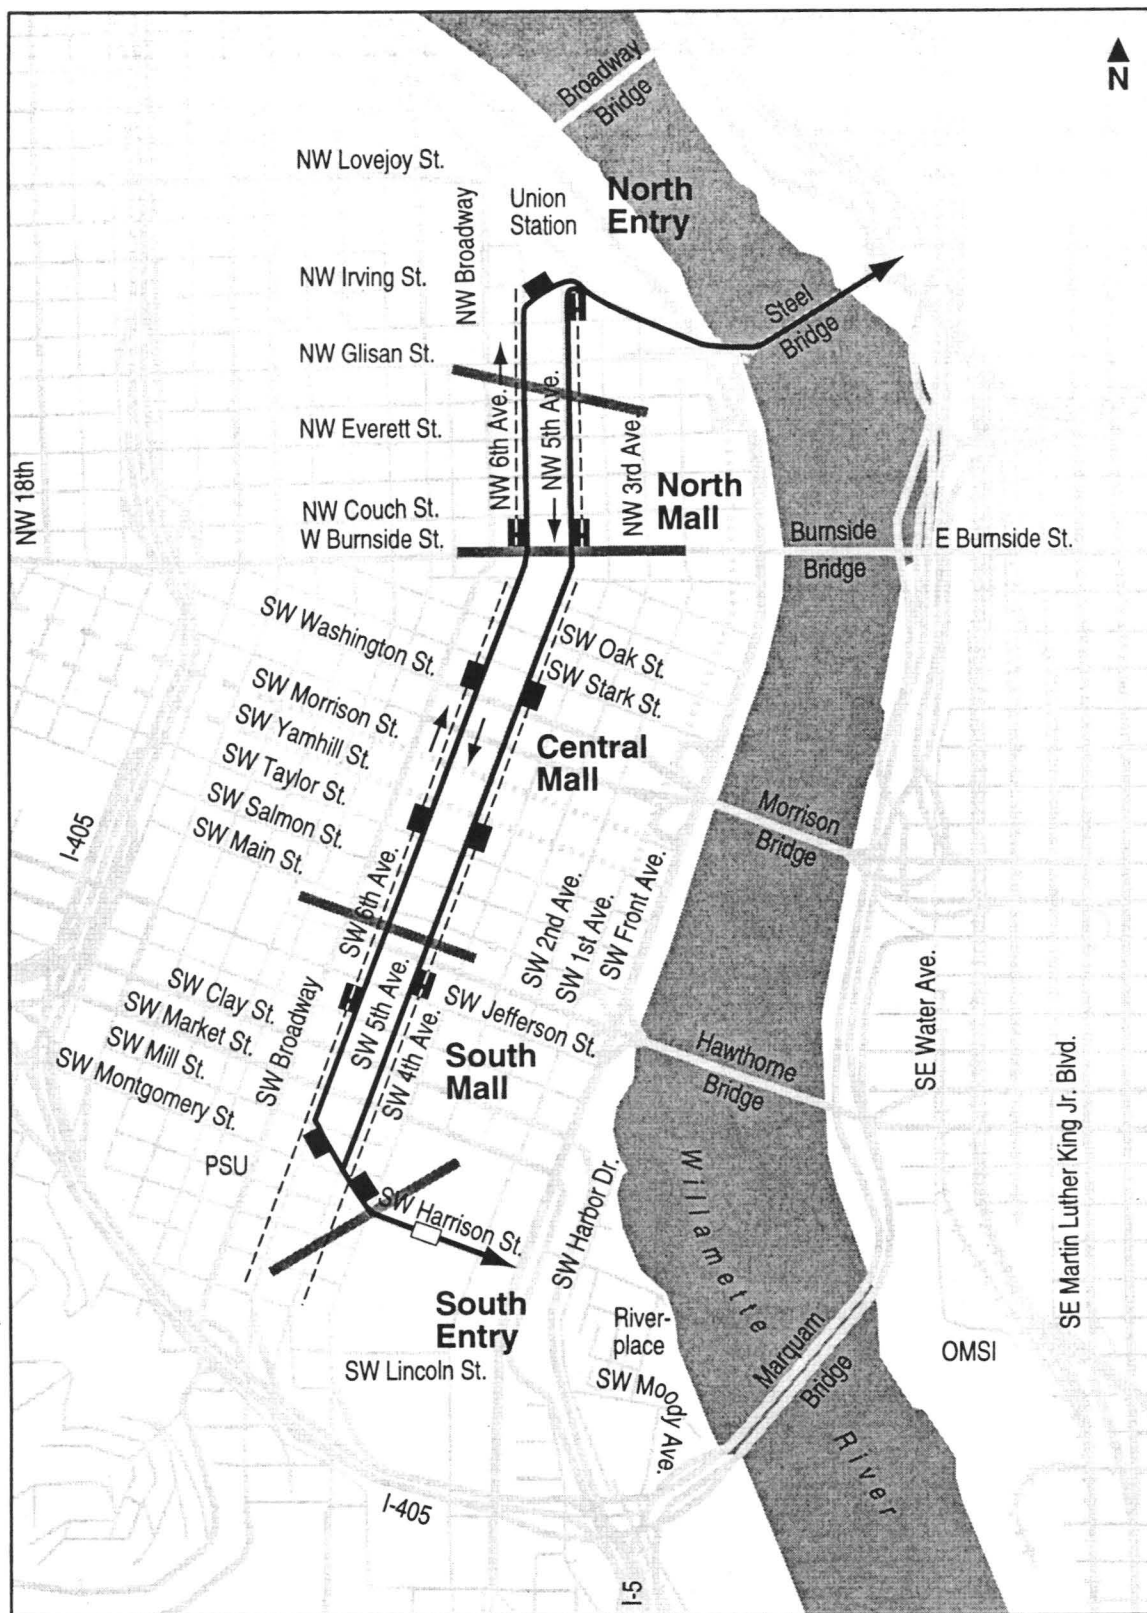 N
Broadway
Bridge
NW Lovejoy St.
NW Broadway
Union
Station
North
Entry
NW Irving St.
Steel
Bridge
NW Glisan St.
NW 6th Ave.
NW 5th Ave.
NW 3rd Ave.
NW Everett St.
NW 18th
North
Mall
NW Couch St.
W Burnside St.
Burnside
Bridge
E Burnside St.
SW Washington St.
SW Oak St.
SW Stark St.
SW Morrison St.
SW Yamhill St.
SW Taylor St.
SW Salmon St.
SW Main St.
Central
Mall
I-405
Morrison
Bridge
SW 6th Ave.
SW 2nd Ave.
SW 1st Ave.
SW Front Ave.
SW Clay St.
SW Market St.
SW Mill St.
SW Montgomery St.
SW Broadway
SW 5th Ave.
SW 4th Ave.
SW Jefferson St.
South
Mall
Hawthorne
Bridge
SE Water Ave.
SE Martin Luther King Jr. Blvd.
PSU
SW Harrison St.
SW Harbor Dr.
Willamette
River
South
Entry
River-
place
Marquam
Bridge
OMSI
SW Lincoln St.
SW Moody Ave.
I-405
I-5